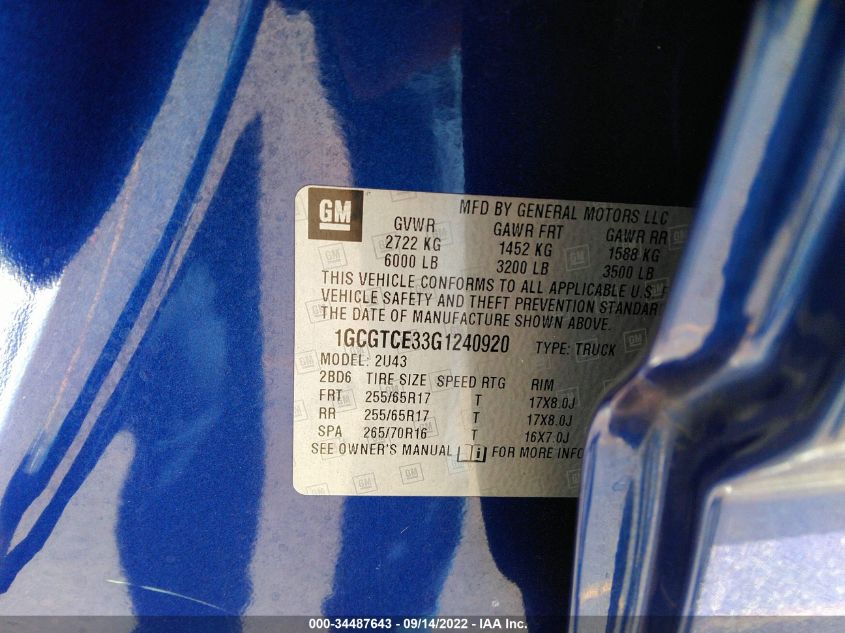 GM
MFD BY GENERAL MOTORS LLC
GVWR GAWR FRT GAWR RR
2722 KG 1452 KG 1588 KG
6000 LB 3200 LB 3500 LB
THIS VEHICLE CONFORMS TO ALL APPLICABLE U.S. F
VEHICLE SAFETY AND THEFT PREVENTION STANDAR
THE DATE OF MANUFACTURE SHOWN ABOVE.
1GCGTCE33G1240920 TYPE: TRUCK
MODEL: 2U43
2BD6 TIRE SIZE SPEED RTG RIM
FRT 255/65R17 T 17X8.0J
RR 255/65R17 T 17X8.0J
SPA 265/70R16 T 16X7.0J
SEE OWNER'S MANUAL i FOR MORE INFO
000-34487643 - 09/14/2022 - IAA Inc.